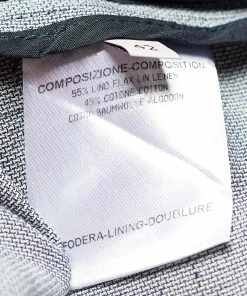 42
COMPOSIZIONE-COMPOSITION
55% LINO FLAX LIN LEINEN
45% COTONE COTTON
COTON BAUMWOLLE ALGODON
FODERA-LINING-DOUBLURE